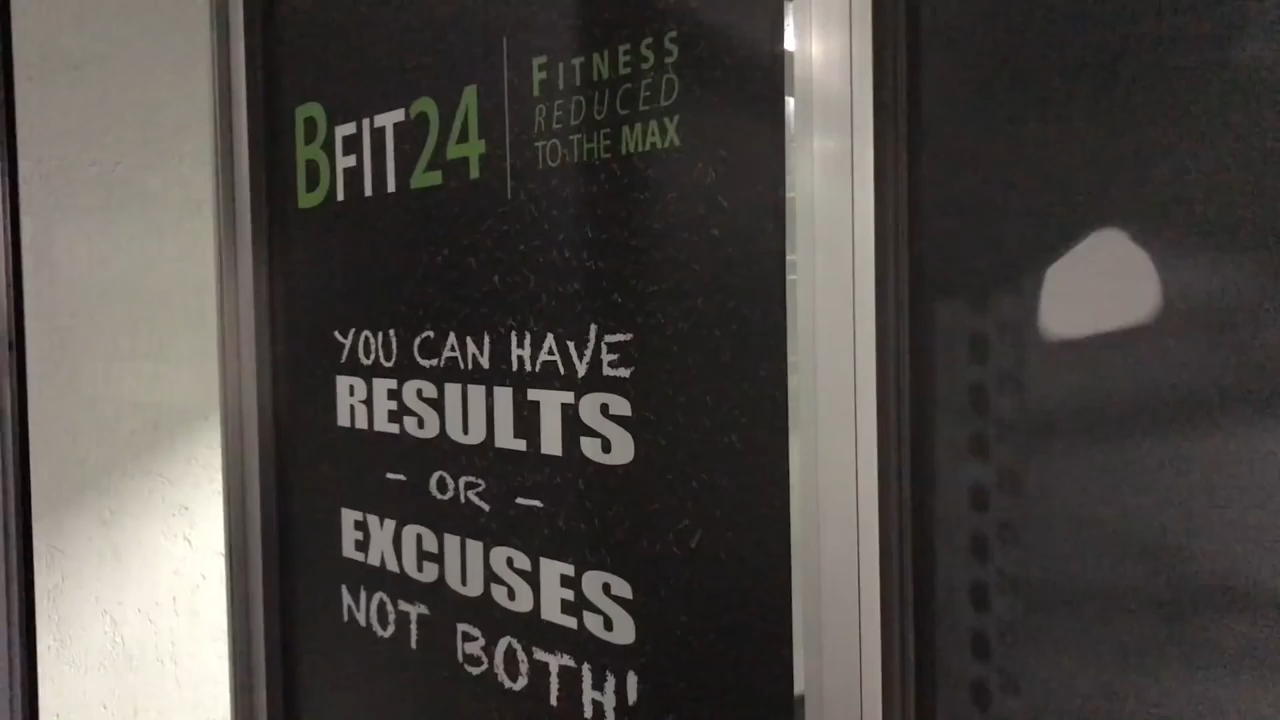 BFIT24
FITNESS
REDUCED
TO THE MAX
YOU CAN HAVE
RESULTS
- OR -
EXCUSES
NOT BOTH!